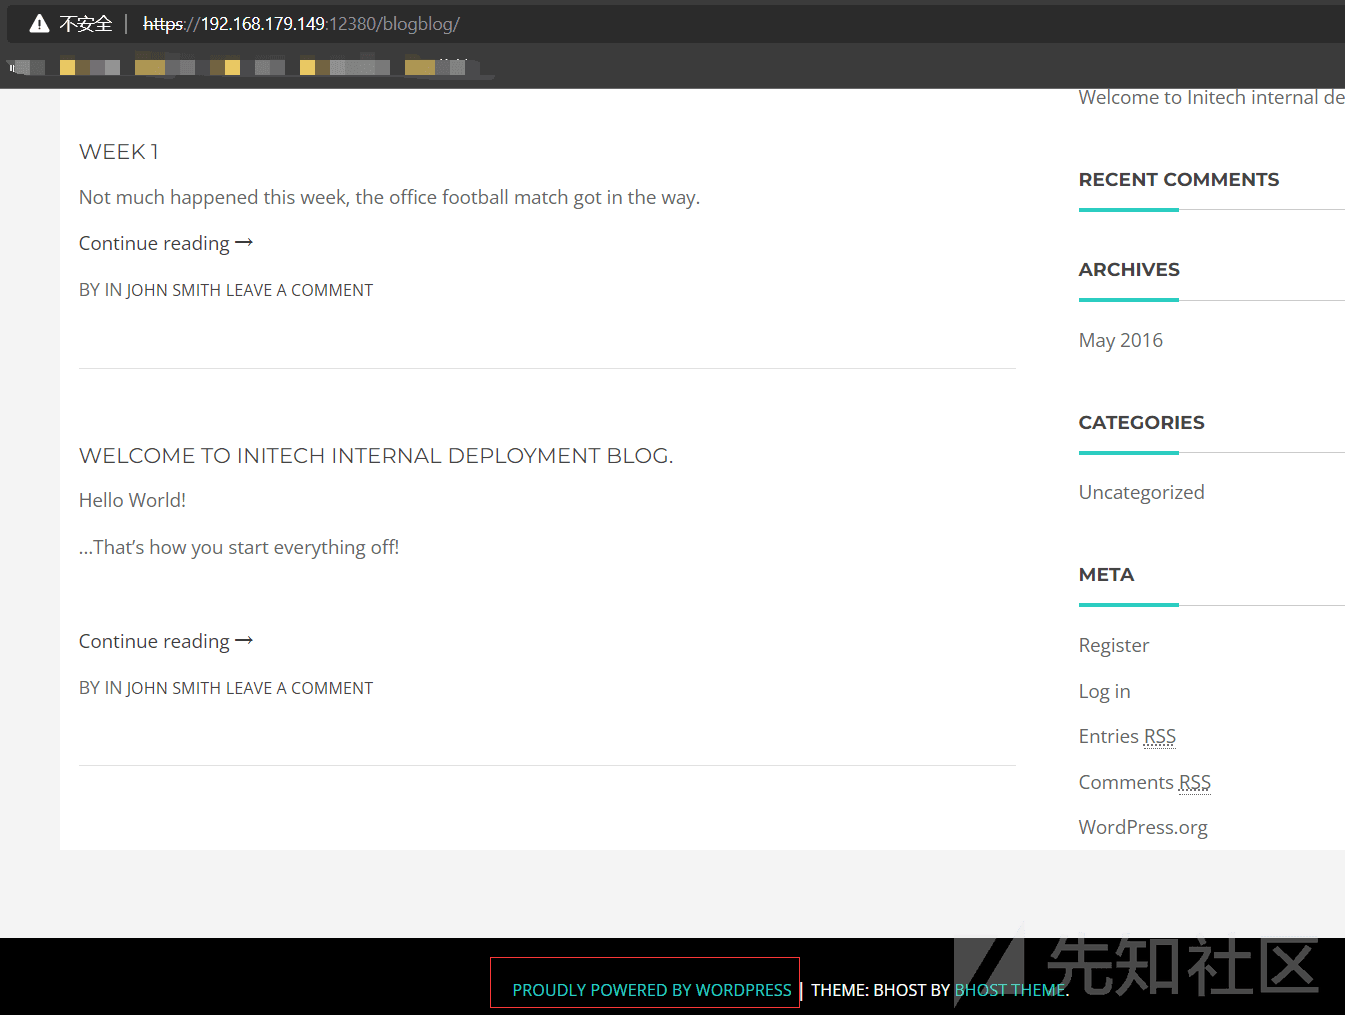 不安全 | https://192.168.179.149:12380/blogblog/
WEEK 1
Not much happened this week, the office football match got in the way.
Continue reading →
BY IN JOHN SMITH LEAVE A COMMENT
WELCOME TO INITECH INTERNAL DEPLOYMENT BLOG.
Hello World!
…That’s how you start everything off!
Continue reading →
BY IN JOHN SMITH LEAVE A COMMENT
Welcome to Initech internal de
RECENT COMMENTS
ARCHIVES
May 2016
CATEGORIES
Uncategorized
META
Register
Log in
Entries RSS
Comments RSS
WordPress.org
PROUDLY POWERED BY WORDPRESS | THEME: BHOST BY BHOST THEME.
先知社区